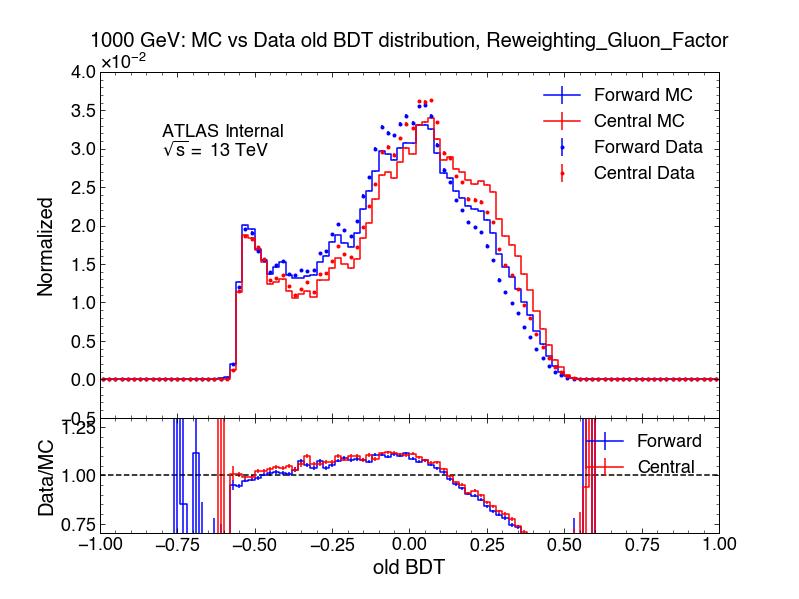 1000 GeV: MC vs Data old BDT distribution, Reweighting_Gluon_Factor
×10⁻²
4.0
3.5
3.0
2.5
2.0
1.5
1.0
0.5
0.0
−0.5
Normalized
ATLAS Internal
√s = 13 TeV
Forward MC
Central MC
Forward Data
Central Data
1.25
1.00
0.75
Data/MC
Forward
Central
−1.00 −0.75 −0.50 −0.25 0.00 0.25 0.50 0.75 1.00
old BDT